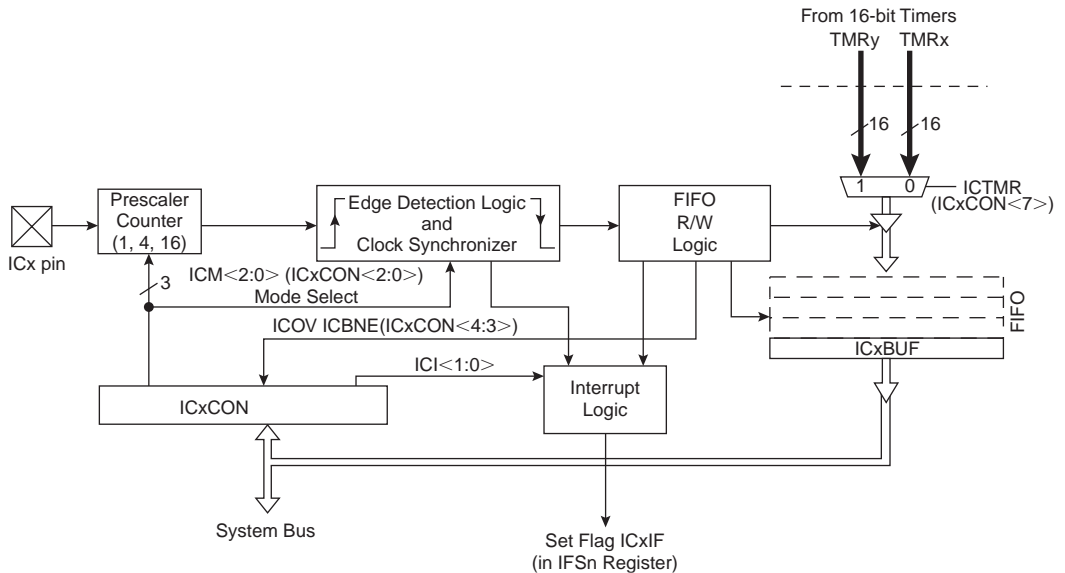 From 16-bit Timers
TMRy TMRx
16 16
1 0
ICTMR
(ICxCON<7>)
Prescaler
Counter
(1, 4, 16)
Edge Detection Logic
and
Clock Synchronizer
FIFO
R/W
Logic
ICx pin
3
ICM<2:0> (ICxCON<2:0>)
Mode Select
FIFO
ICOV ICBNE(ICxCON<4:3>)
ICxBUF
ICI<1:0>
Interrupt
Logic
ICxCON
System Bus
Set Flag ICxIF
(in IFSn Register)